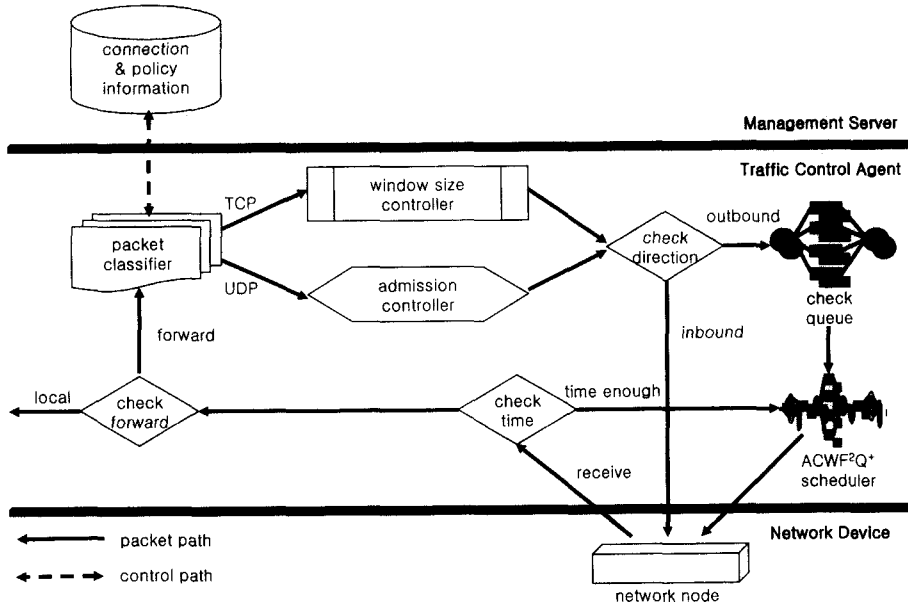 connection
& policy
information
Management Server
Traffic Control Agent
TCP
window size
controller
outbound
packet
classifier
check
direction
UDP
admission
controller
check
queue
forward
inbound
local
check
forward
check
time
time enough
receive
ACWF²Q⁺
scheduler
Network Device
packet path
control path
network node